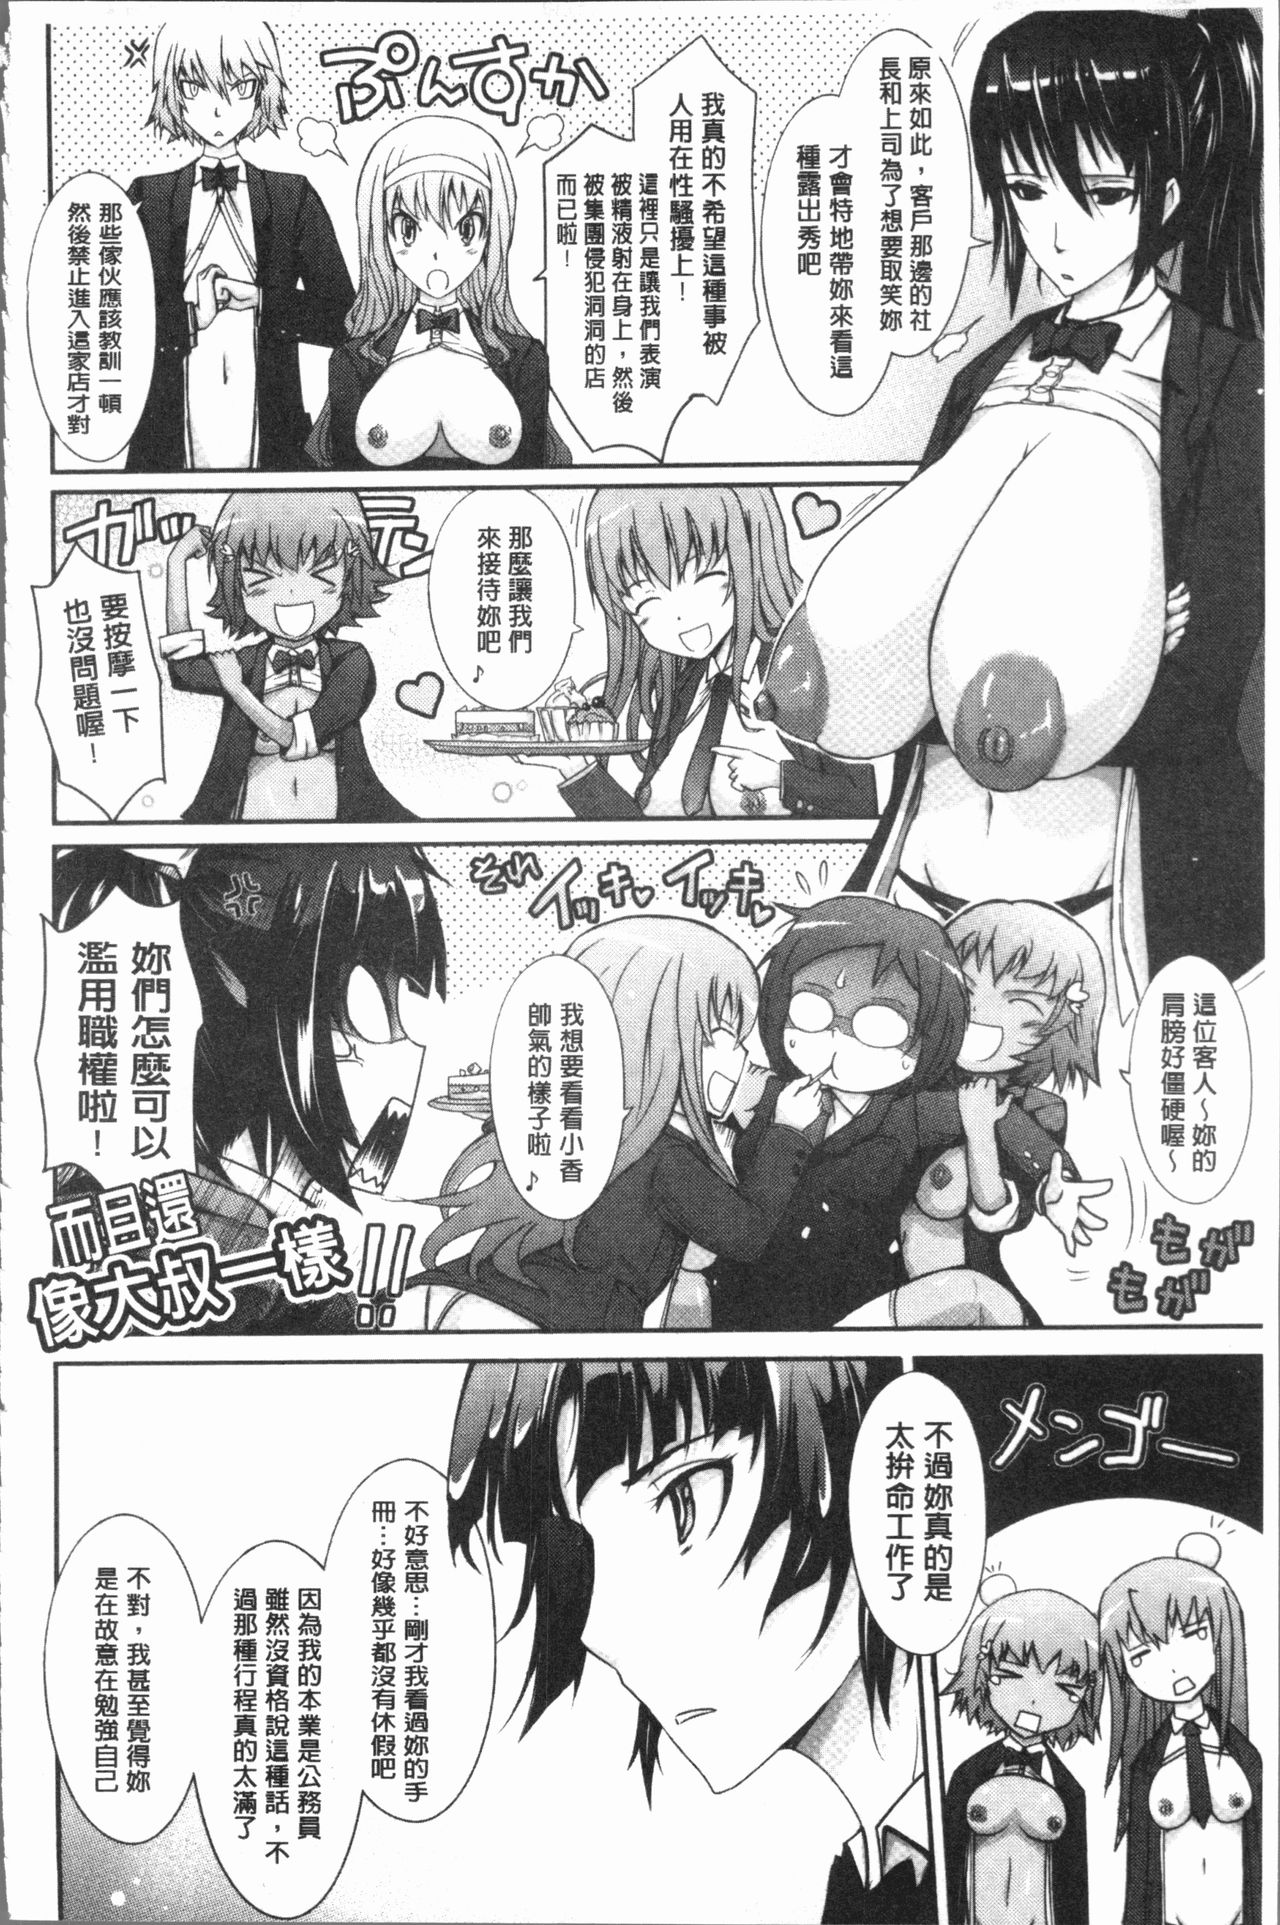 原來如此，客戶那邊的社
長和上司為了想要取笑妳
才會特地帶妳來看這
種露出秀吧
我真的不希望這種事被
人用在性騷擾上！
這裡只是讓我們表演
被精液射在身上，然後
被集團侵犯洞洞的店
而已啦！
ぷんすか
那些傢伙應該教訓一頓
然後禁止進入這家店才對
那麼讓我們
來接待妳吧♪
テン
ガッ
要按摩一下
也沒問題喔！
這位客人～妳的
肩膀好僵硬喔～
もがもが
それイッキ♥イッキ♥
我想要看看小香
帥氣的樣子啦♪
妳們怎麼可以
濫用職權啦！
而且還
像大叔一樣!!
メンゴー
不過妳真的是
太拚命工作了
不好意思…剛才我看過妳的手
冊…好像幾乎都沒有休假吧
因為我的本業是公務員
雖然沒資格說這種話，不
過那種行程真的太滿了
不對，我甚至覺得妳
是在故意在勉強自己